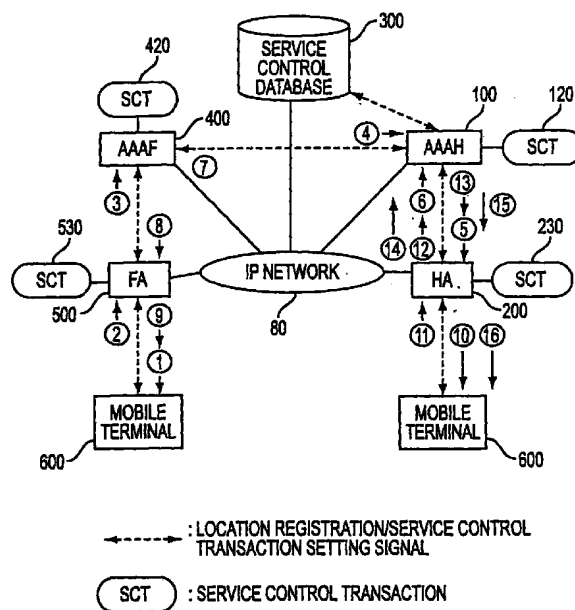 300
420
SERVICE
CONTROL
DATABASE
SCT
400
100
120
④
AAAF
AAAH
SCT
⑦
③
⑥
⑬
⑮
530
⑧
⑭
⑫
⑤
230
SCT
FA
IP NETWORK
HA
SCT
500
②
⑨
80
⑪
200
①
⑩
⑯
MOBILE
TERMINAL
MOBILE
TERMINAL
600
600
: LOCATION REGISTRATION/SERVICE CONTROL
TRANSACTION SETTING SIGNAL
SCT
: SERVICE CONTROL TRANSACTION